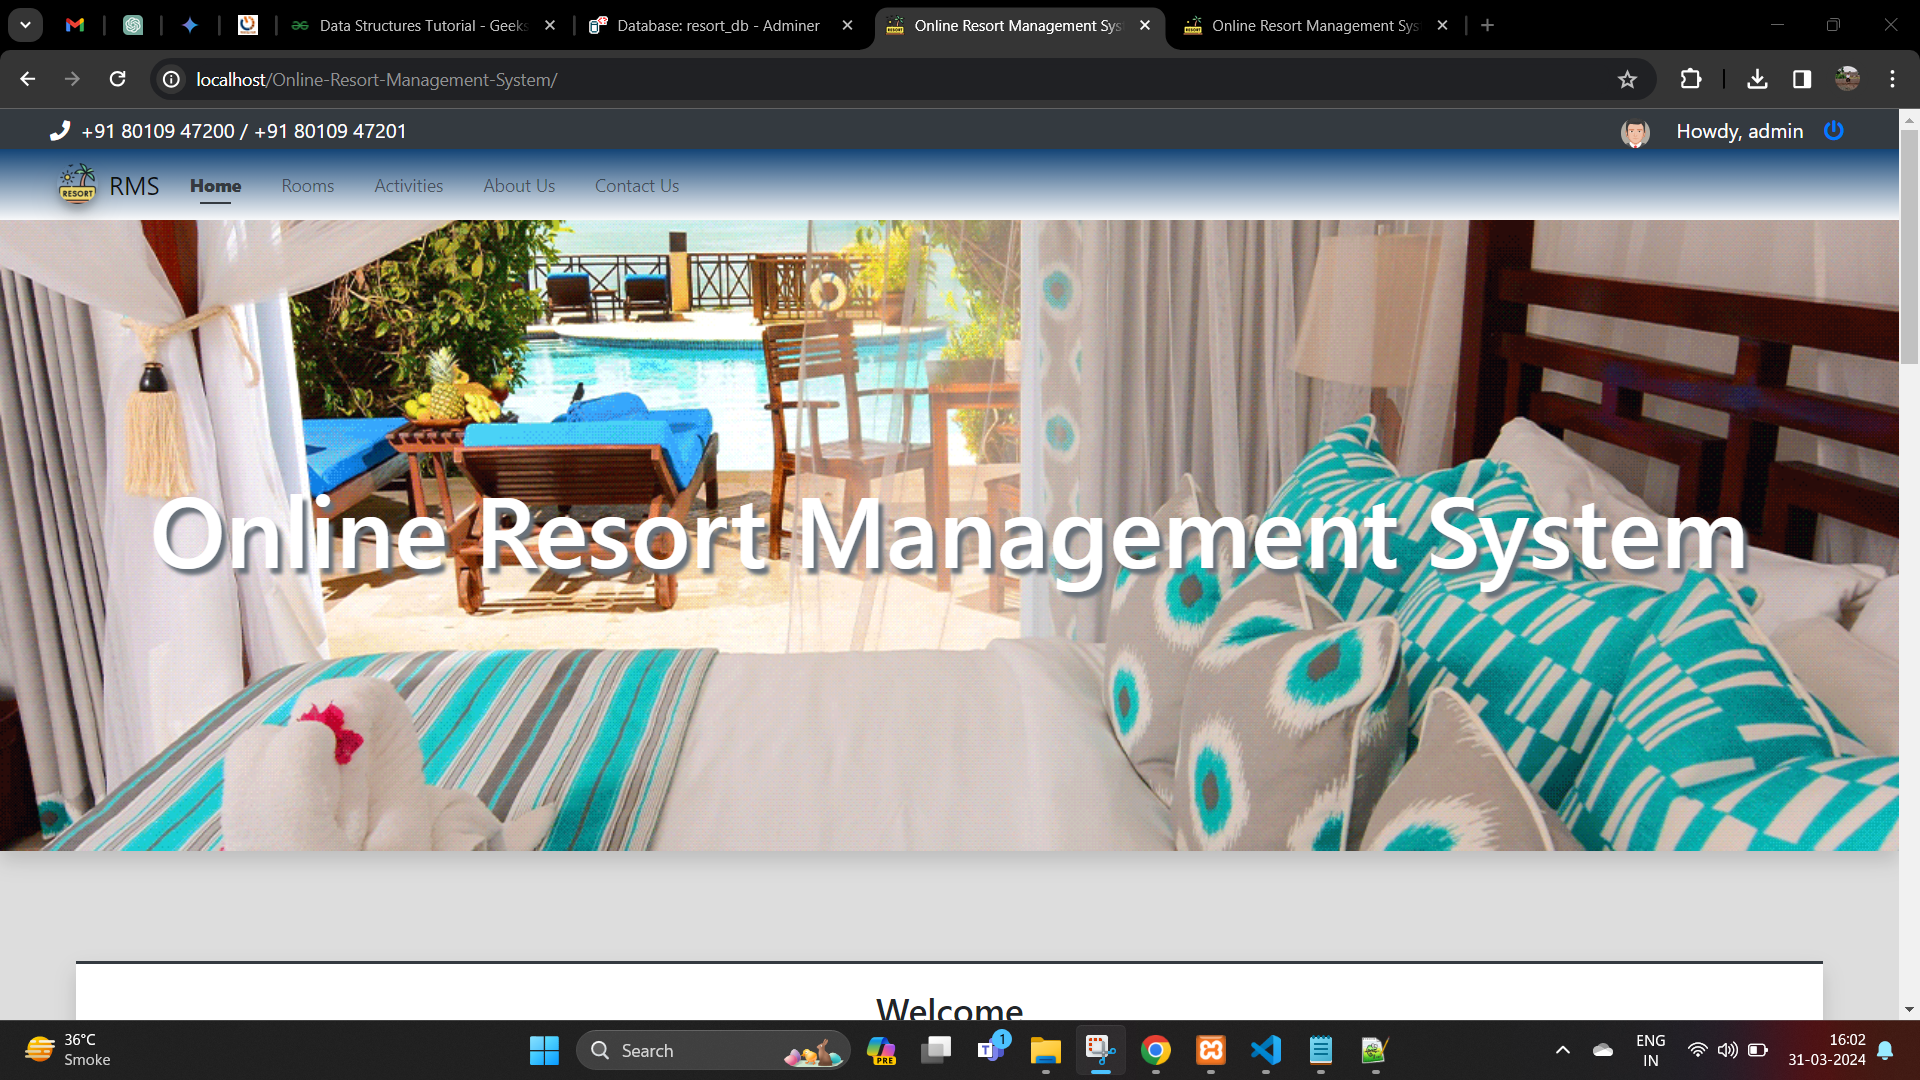 Data Structures Tutorial - Geeks
Database: resort_db - Adminer
Online Resort Management Sys
Online Resort Management Sys
localhost/Online-Resort-Management-System/
+91 80109 47200 / +91 80109 47201
Howdy, admin
RESORT
RMS
Home
Rooms
Activities
About Us
Contact Us
Online Resort Management System
Welcome
36°C
Smoke
Search
PRE
1
ENG
IN
16:02
31-03-2024